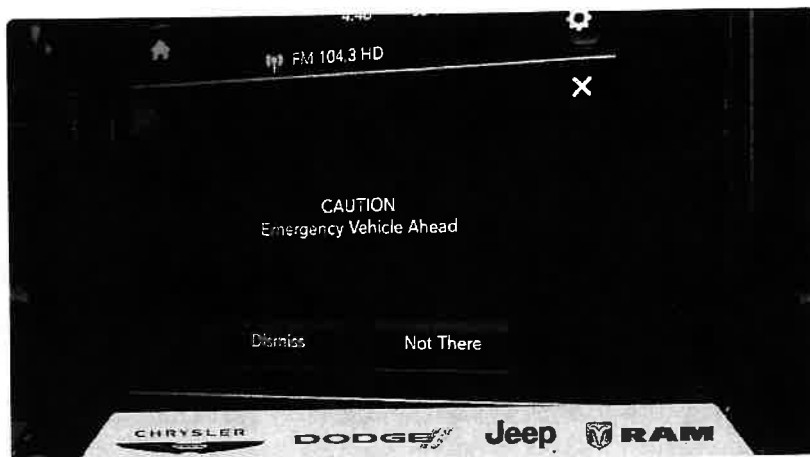 FM 104.3 HD
CAUTION
Emergency Vehicle Ahead
Dismiss Not There
CHRYSLER DODGE Jeep RAM